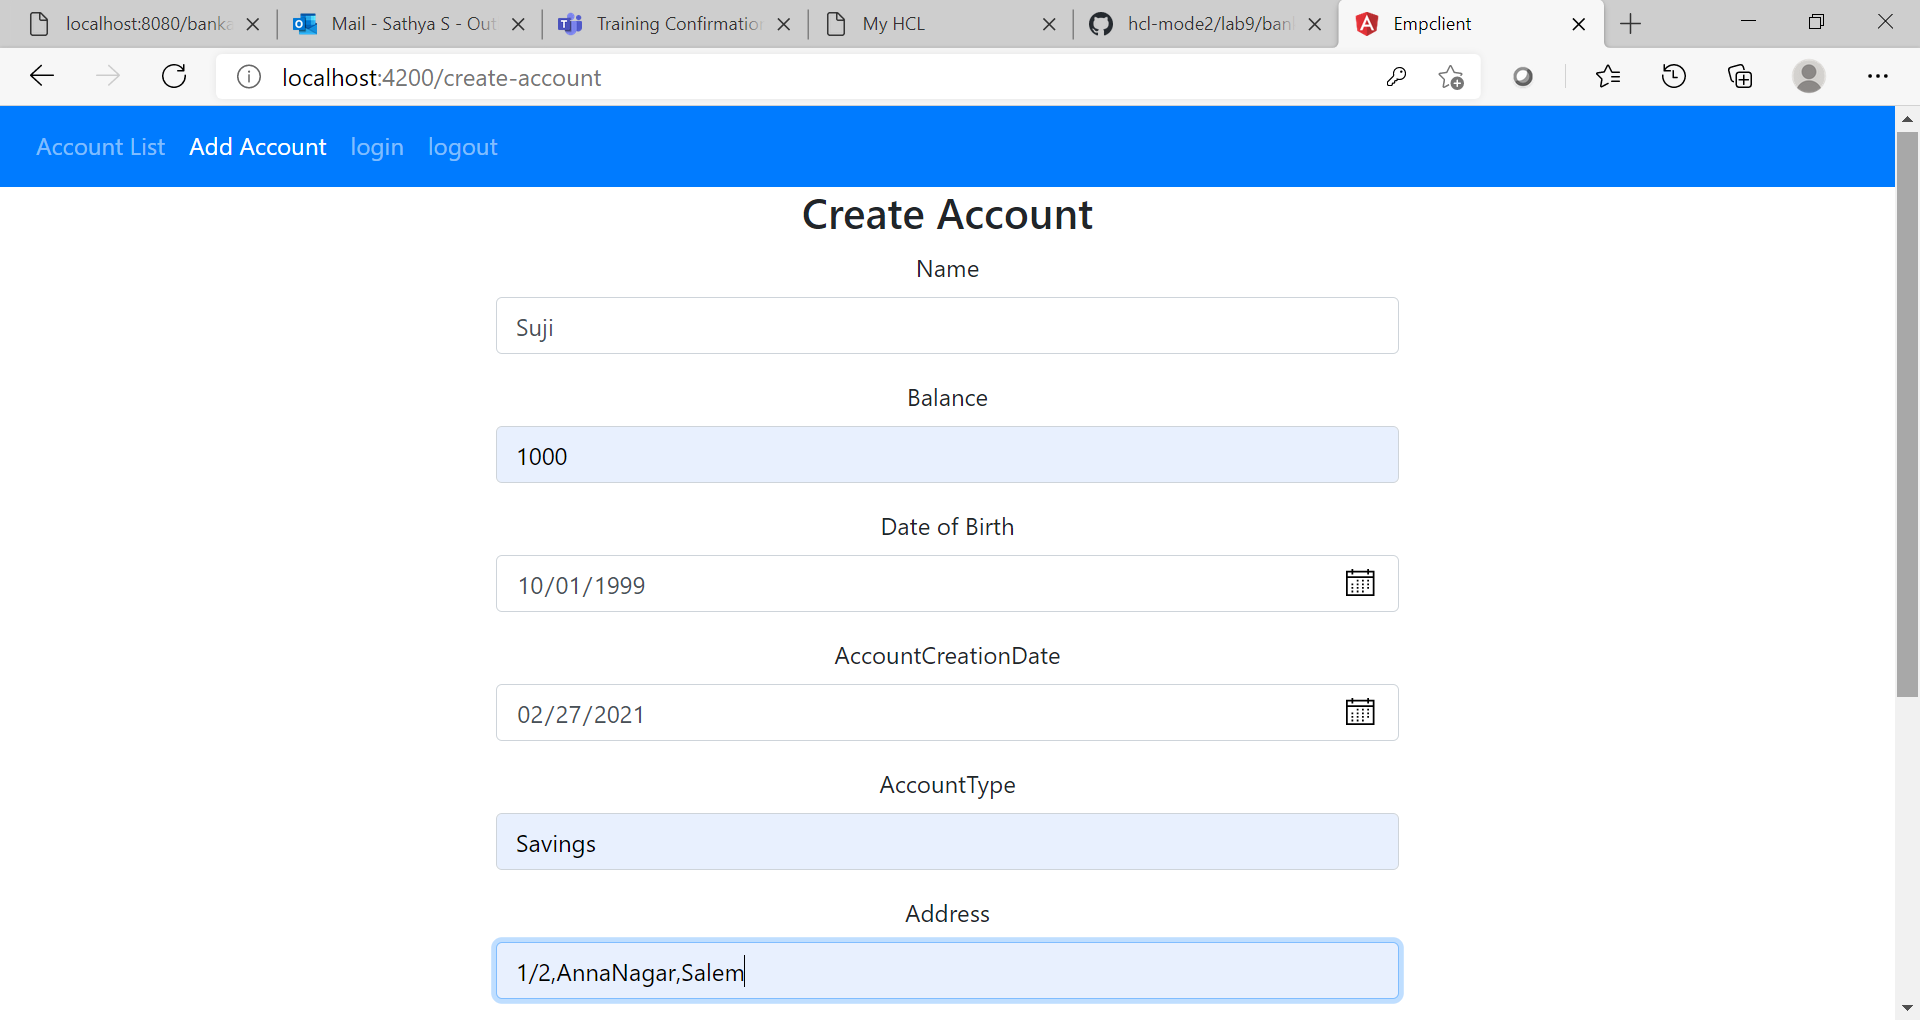 localhost:8080/banka
Mail - Sathya S - Out
Training Confirmation
My HCL
hcl-mode2/lab9/ban
Empclient
localhost:4200/create-account
Account List Add Account login logout
Create Account
Name
Suji
Balance
1000
Date of Birth
10/01/1999
AccountCreationDate
02/27/2021
AccountType
Savings
Address
1/2,AnnaNagar,Salem